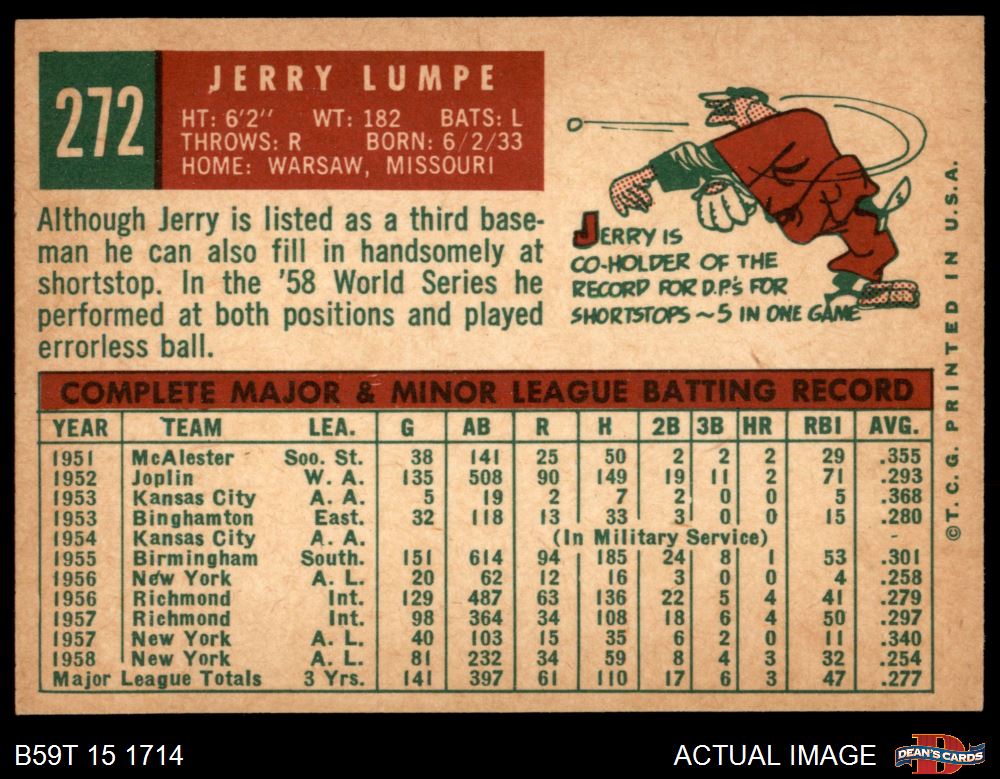 272
JERRY LUMPE
HT: 6'2'' WT: 182 BATS: L
THROWS: R BORN: 6/2/33
HOME: WARSAW, MISSOURI
Although Jerry is listed as a third base-
man he can also fill in handsomely at
shortstop. In the '58 World Series he
performed at both positions and played
errorless ball.
JERRY IS
CO-HOLDER OF THE
RECORD FOR D.P.'s FOR
SHORTSTOPS ~ 5 IN ONE GAME
COMPLETE MAJOR & MINOR LEAGUE BATTING RECORD
YEAR TEAM LEA. G AB R H 2B 3B HR RBI AVG.
1951 McAlester Soo. St. 38 141 25 50 2 2 2 29 .355
1952 Joplin W. A. 135 508 90 149 19 11 2 71 .293
1953 Kansas City A. A. 5 19 2 7 2 0 0 5 .368
1953 Binghamton East. 32 118 13 33 3 0 0 15 .280
1954 Kansas City A. A. (In Military Service) -
1955 Birmingham South. 151 614 94 185 24 8 1 53 .301
1956 New York A. L. 20 62 12 16 3 0 0 4 .258
1956 Richmond Int. 129 487 63 136 22 5 4 41 .279
1957 Richmond Int. 98 364 34 108 18 6 4 50 .297
1957 New York A. L. 40 103 15 35 6 2 0 11 .340
1958 New York A. L. 81 232 34 59 8 4 3 32 .254
Major League Totals 3 Yrs. 141 397 61 110 17 6 3 47 .277
©T. C. G. PRINTED IN U.S.A.
B59T 15 1714
ACTUAL IMAGE
DEAN'S CARDS